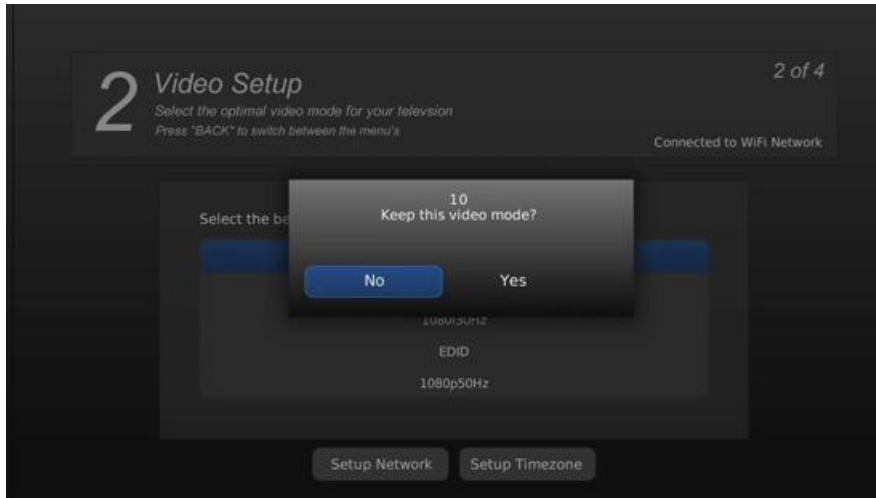 2
Video Setup
2 of 4
Select the optimal video mode for your televsion
Press "BACK" to switch between the menu's
Connected to WiFi Network
Select the be
10
Keep this video mode?
No
Yes
1080i30Hz
EDID
1080p50Hz
Setup Network
Setup Timezone